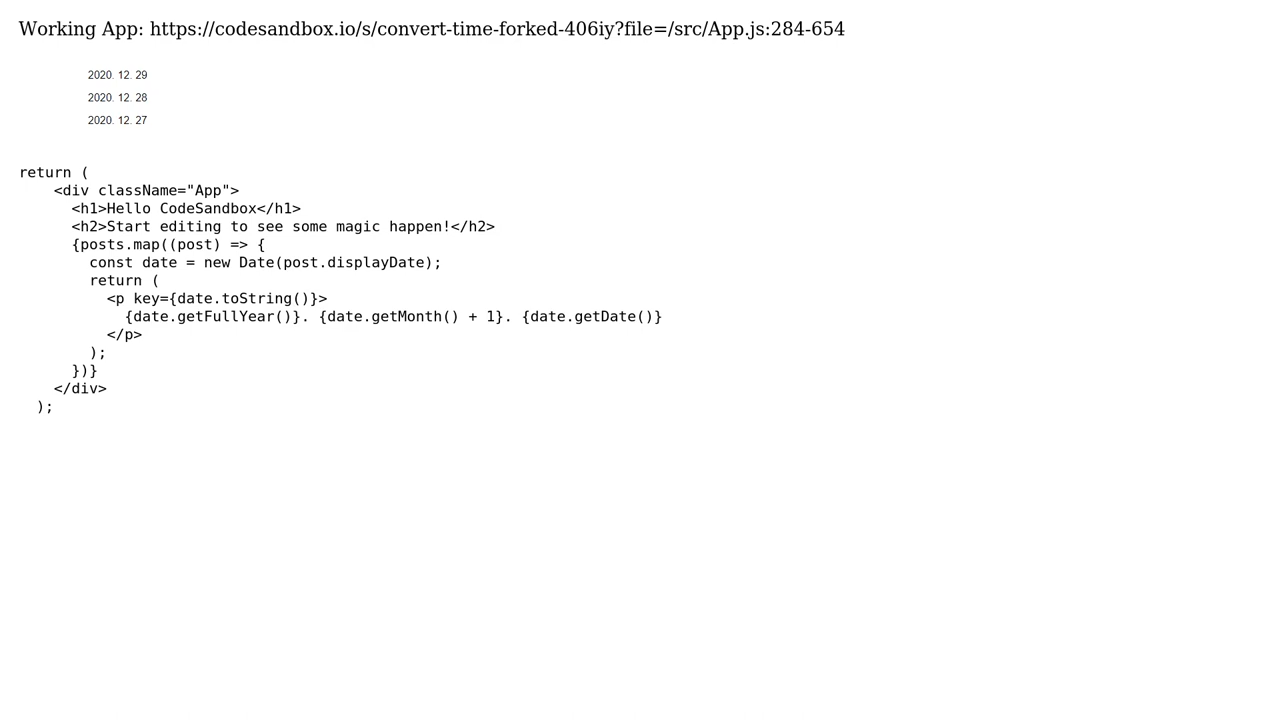 Working App: https://codesandbox.io/s/convert-time-forked-406iy?file=/src/App.js:284-654
2020. 12. 29
2020. 12. 28
2020. 12. 27
return (
    <div className="App">
      <h1>Hello CodeSandbox</h1>
      <h2>Start editing to see some magic happen!</h2>
      {posts.map((post) => {
        const date = new Date(post.displayDate);
        return (
          <p key={date.toString()}>
            {date.getFullYear()}. {date.getMonth() + 1}. {date.getDate()}
          </p>
        );
      })}
    </div>
  );